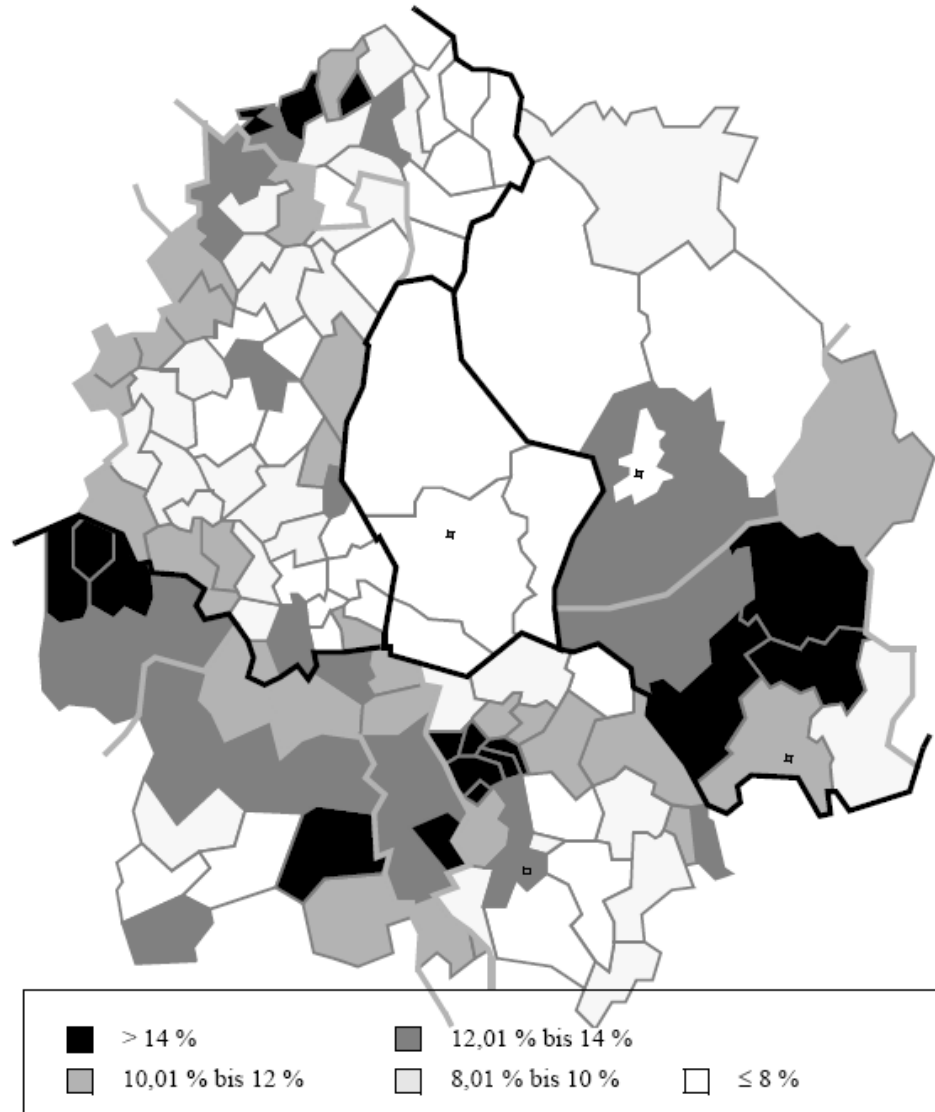 > 14 % 12,01 % bis 14 %
10,01 % bis 12 % 8,01 % bis 10 % ≤ 8 %